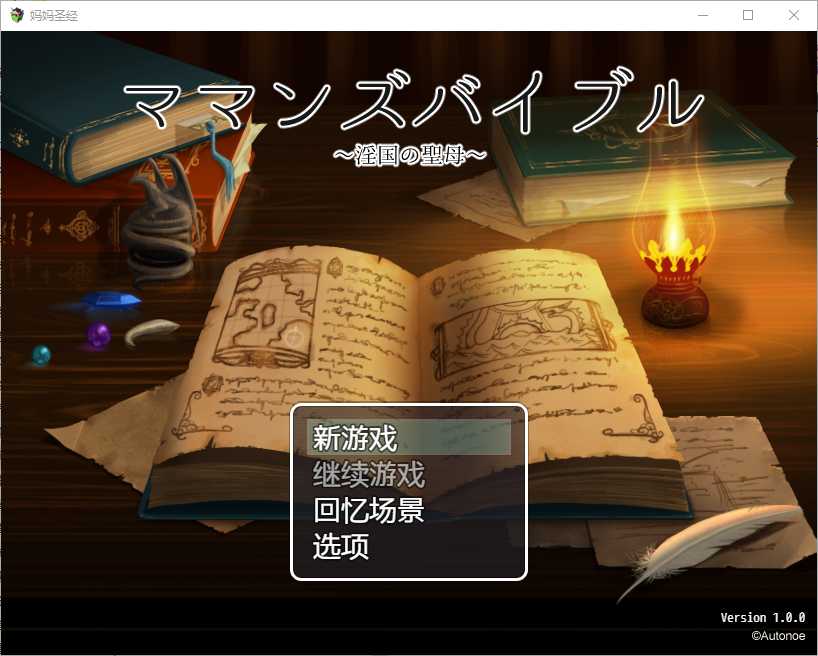 妈妈圣经
ママンズバイブル
～淫国の聖母～
新游戏
继续游戏
回忆场景
选项
Version 1.0.0
©Autonoe